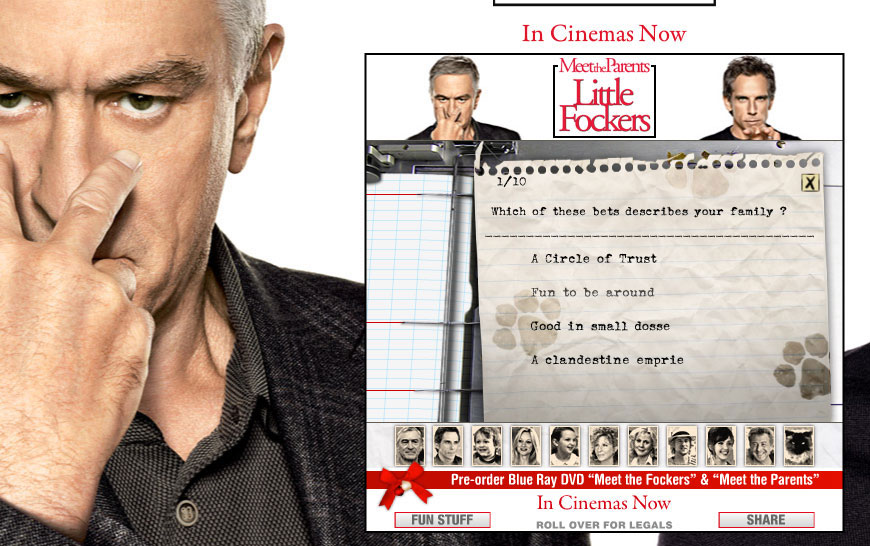 In Cinemas Now
Meet the Parents
Little
Fockers
1/10
X
Which of these bets describes your family ?
A Circle of Trust
Fun to be around
Good in small dosse
A clandestine emprie
Pre-order Blue Ray DVD “Meet the Fockers” & “Meet the Parents”
In Cinemas Now
FUN STUFF
ROLL OVER FOR LEGALS
SHARE